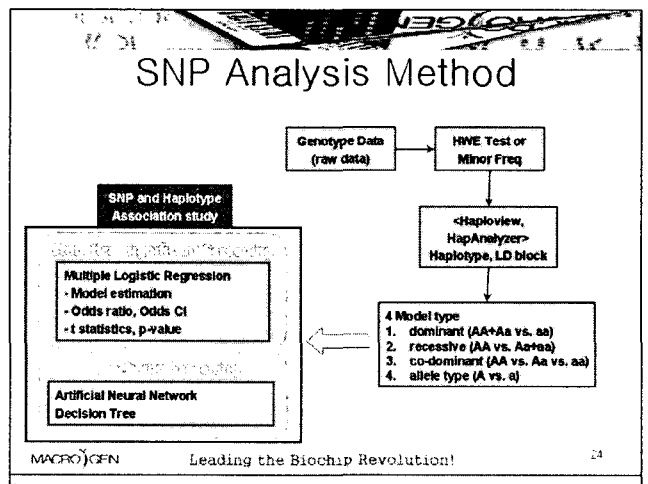 SNP Analysis Method
Genotype Data
(raw data)
HWE Test or
Minor Freq
<Haploview,
HapAnalyzer>
Haplotype, LD block
4 Model type
1. dominant (AA+Aa vs. aa)
2. recessive (AA vs. Aa+aa)
3. co-dominant (AA vs. Aa vs. aa)
4. allele type (A vs. a)
SNP and Haplotype
Association study
Multiple Logistic Regression
- Model estimation
- Odds ratio, Odds CI
- t statistics, p-value
Artificial Neural Network
Decision Tree
MACROGEN
Leading the Biochip Revolution!
24